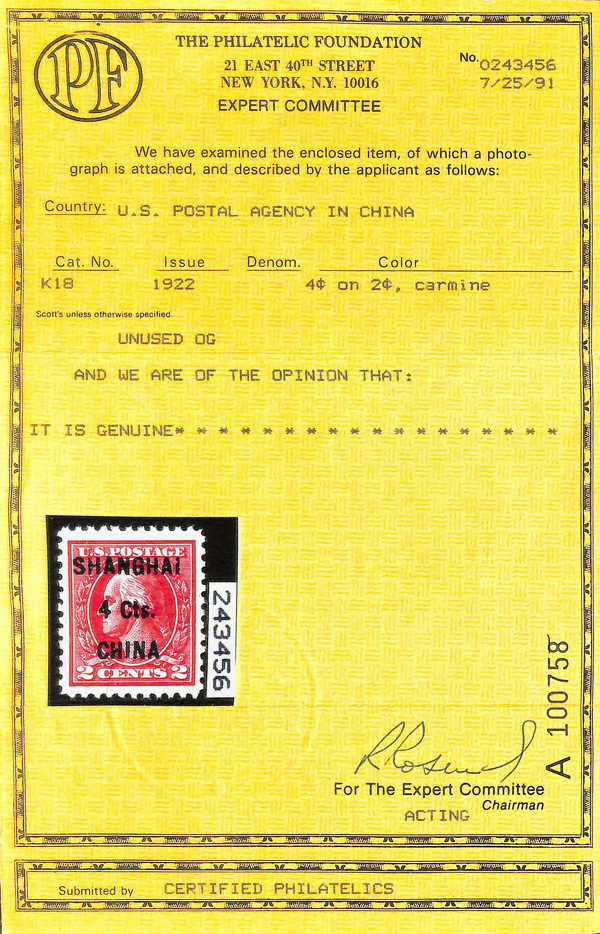 PF
THE PHILATELIC FOUNDATION
21 EAST 40TH STREET
NEW YORK, N.Y. 10016
EXPERT COMMITTEE
No. 0243456
7/25/91
We have examined the enclosed item, of which a photo-
graph is attached, and described by the applicant as follows:
Country: U.S. POSTAL AGENCY IN CHINA
Cat. No. Issue Denom. Color
K18 1922 4¢ on 2¢, carmine
Scott's unless otherwise specified.
UNUSED OG
AND WE ARE OF THE OPINION THAT:
IT IS GENUINE* * * * * * * * * * * * * * * * * *
U.S. POSTAGE
SHANGHAI
4 Cts.
CHINA
2 CENTS 2
243456
A 100758
For The Expert Committee
Chairman
ACTING
Submitted by CERTIFIED PHILATELICS